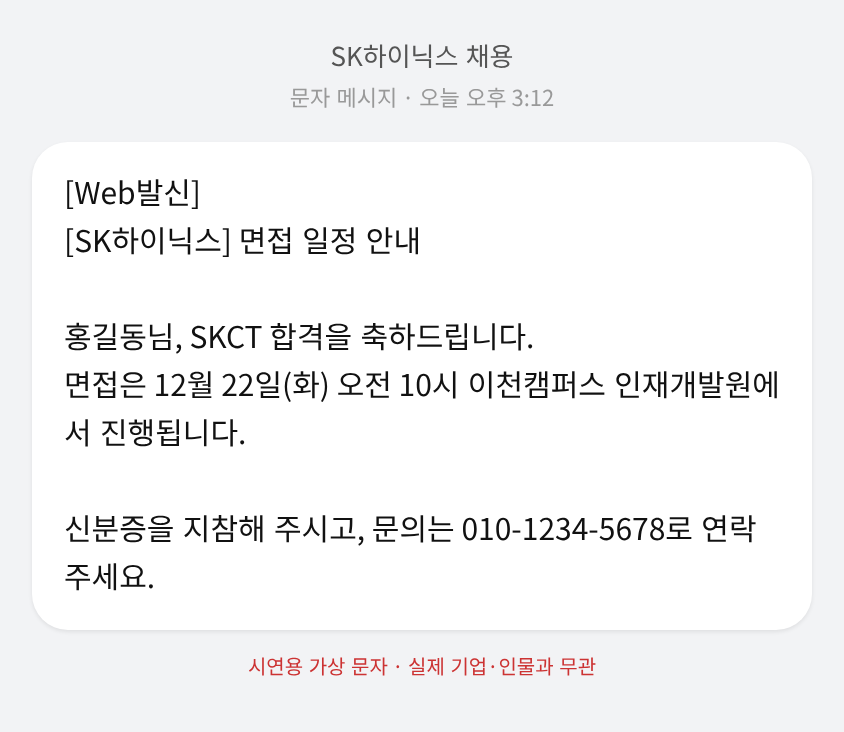 SK하이닉스 채용
문자 메시지 · 오늘 오후 3:12
[Web발신]
[SK하이닉스] 면접 일정 안내
홍길동님, SKCT 합격을 축하드립니다.
면접은 12월 22일(화) 오전 10시 이천캠퍼스 인재개발원에
서 진행됩니다.
신분증을 지참해 주시고, 문의는 010-1234-5678로 연락
주세요.
시연용 가상 문자 · 실제 기업·인물과 무관